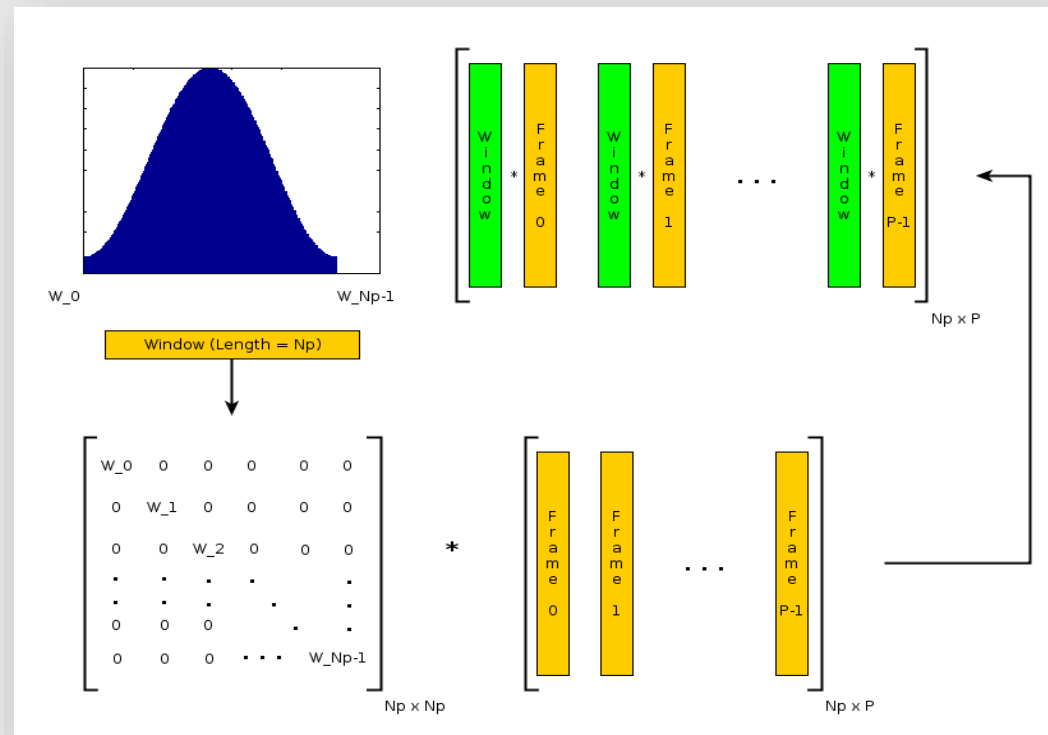 W_0 W_Np-1
Window (Length = Np)
Window * Frame 0 Window * Frame 1 . . . Window * Frame P-1
Np x P
W_0 0 0 0 0 0
0 W_1 0 0 0 0
0 0 W_2 0 0 0
. . . . .
. . . . .
0 0 0 . .
0 0 0 . . . W_Np-1
Np x Np
*
Frame 0 Frame 1 . . . Frame P-1
Np x P